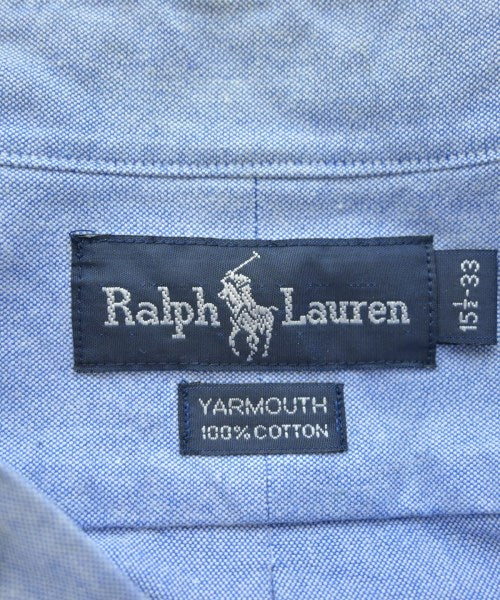 Ralph Lauren
15½-33
YARMOUTH
100% COTTON